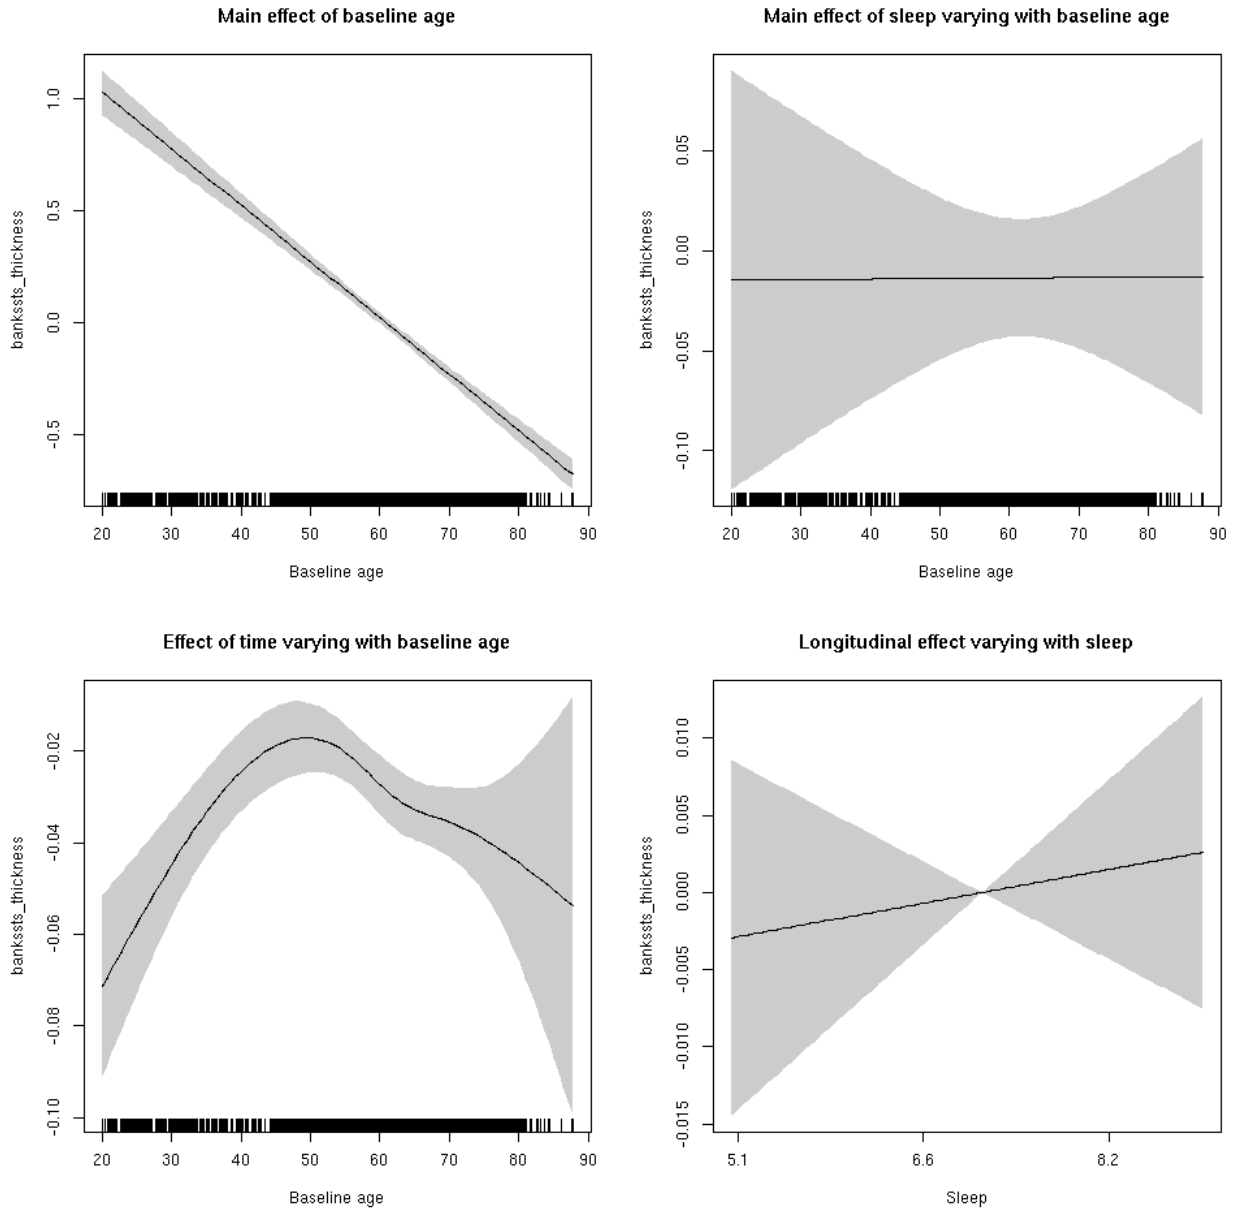 Main effect of baseline age
bankssts_thickness
1.0
0.5
0.0
-0.5
20 30 40 50 60 70 80 90
Baseline age
Main effect of sleep varying with baseline age
bankssts_thickness
0.05
0.00
-0.05
-0.10
20 30 40 50 60 70 80 90
Baseline age
Effect of time varying with baseline age
bankssts_thickness
-0.02
-0.04
-0.06
-0.08
-0.10
20 30 40 50 60 70 80 90
Baseline age
Longitudinal effect varying with sleep
bankssts_thickness
0.010
0.005
0.000
-0.005
-0.010
-0.015
5.1 6.6 8.2
Sleep